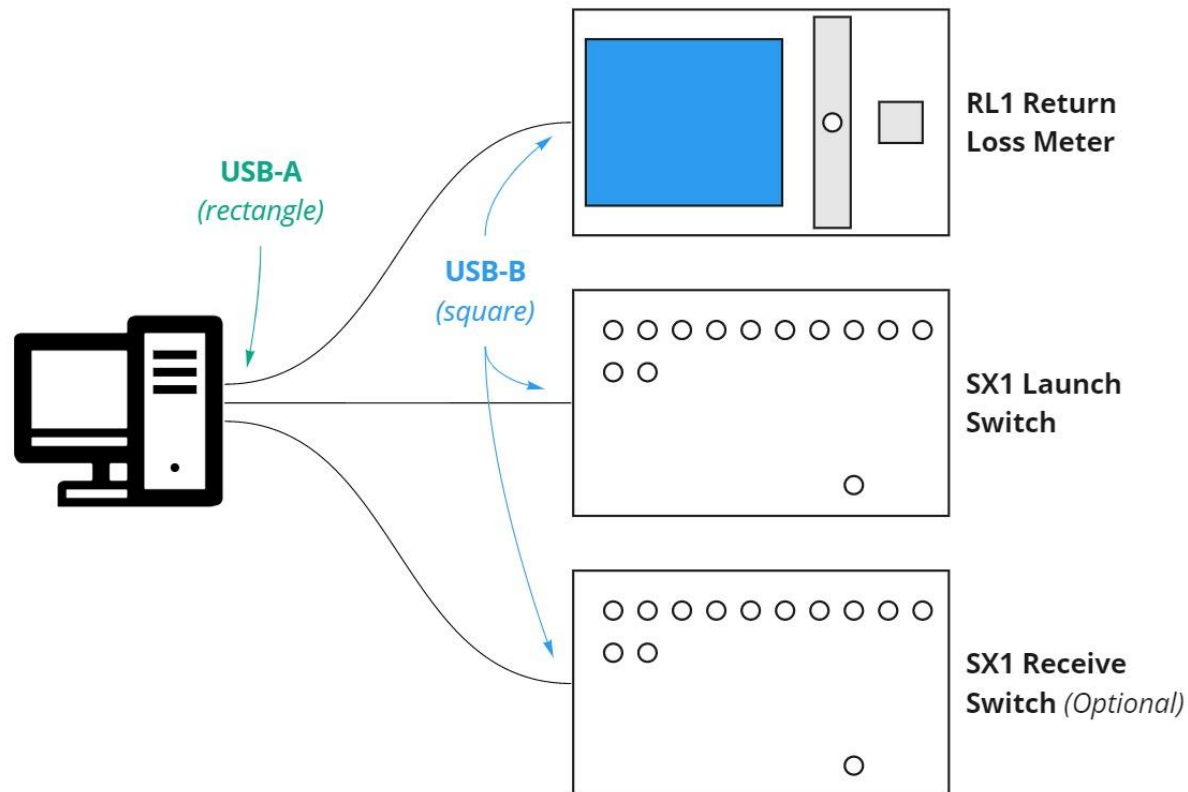 RL1 Return
Loss Meter
USB-A
(rectangle)
USB-B
(square)
SX1 Launch
Switch
SX1 Receive
Switch (Optional)